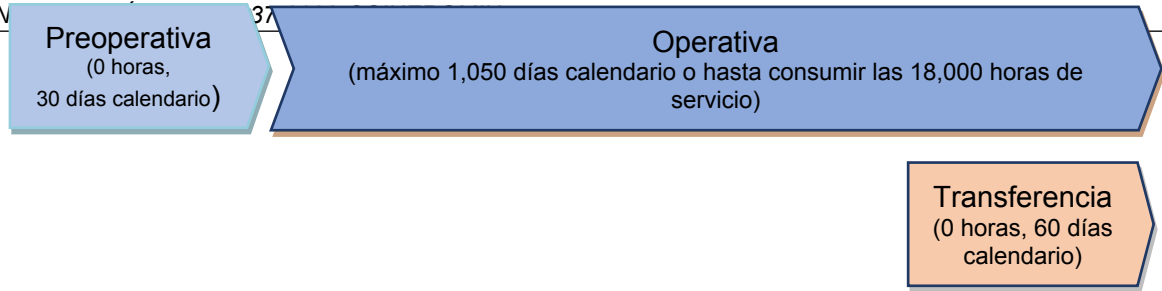 Preoperativa
(0 horas,
30 días calendario)
Operativa
(máximo 1,050 días calendario o hasta consumir las 18,000 horas de
servicio)
Transferencia
(0 horas, 60 días
calendario)